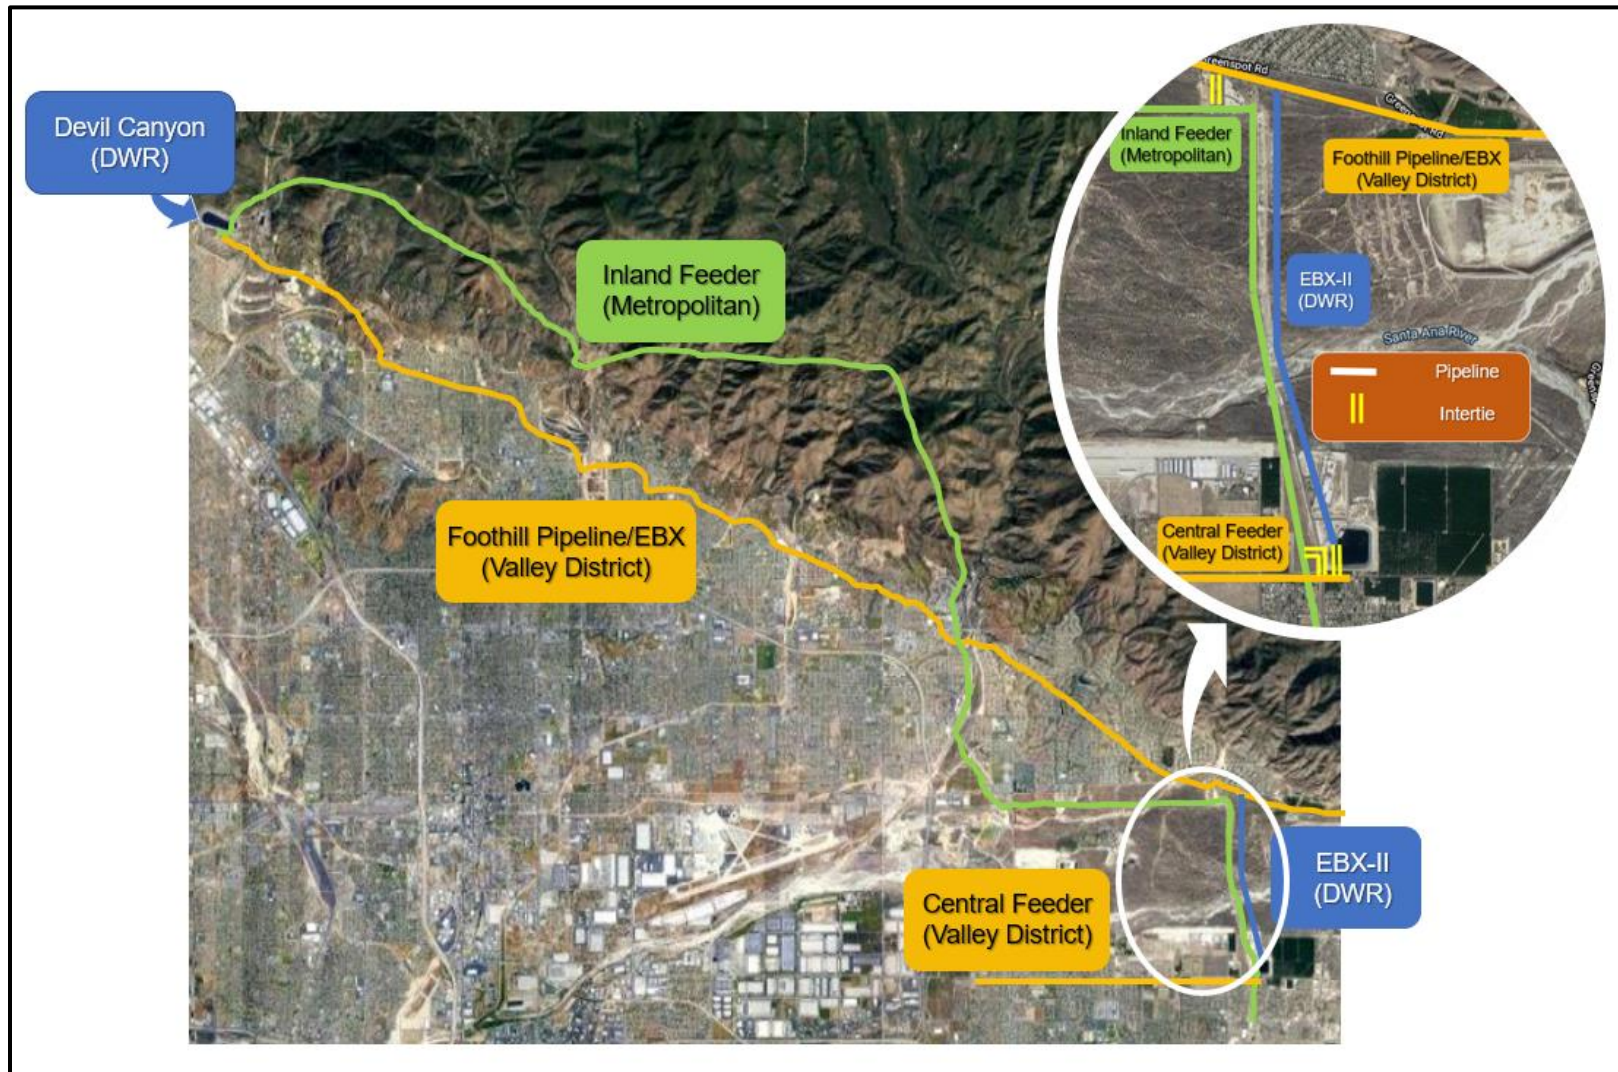 Devil Canyon
(DWR)
Inland Feeder
(Metropolitan)
Foothill Pipeline/EBX
(Valley District)
Central Feeder
(Valley District)
EBX-II
(DWR)
Greenspot Rd
Greenspot Rd
Inland Feeder
(Metropolitan)
Foothill Pipeline/EBX
(Valley District)
EBX-II
(DWR)
Santa Ana River
Pipeline
Intertie
Central Feeder
(Valley District)